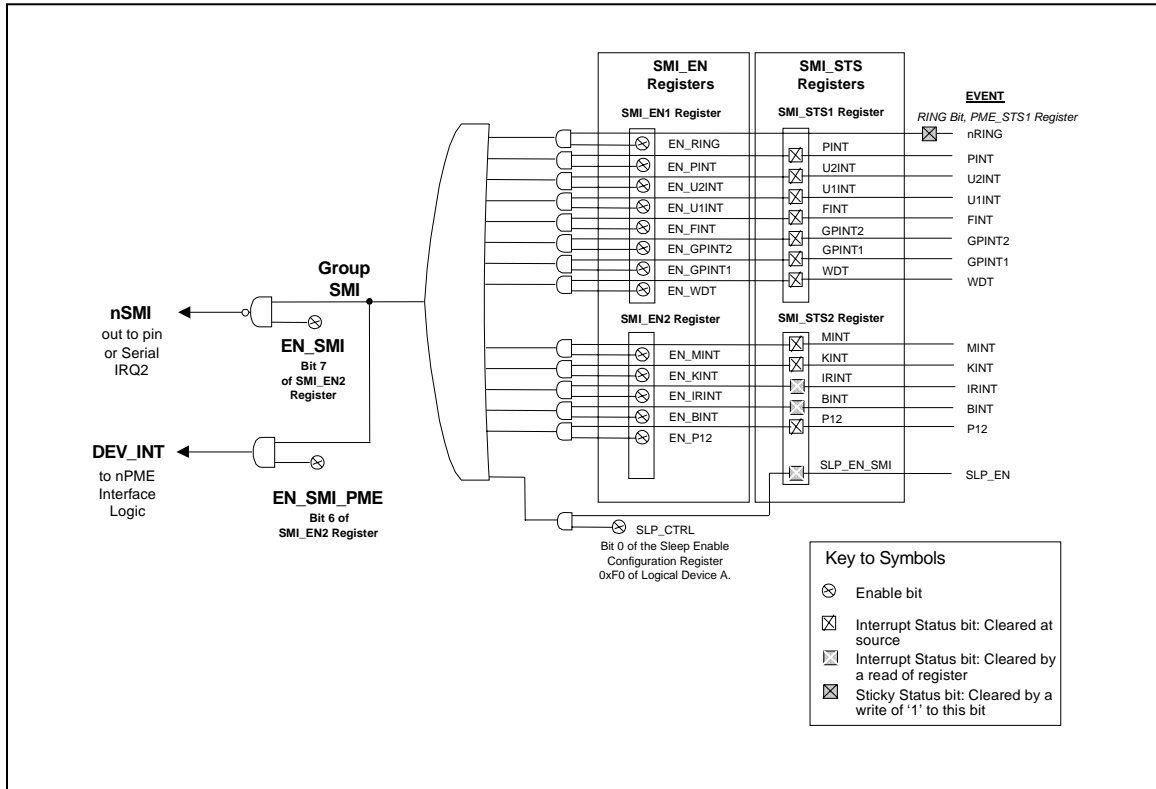 SMI_EN
Registers
SMI_STS
Registers
EVENT
SMI_EN1 Register
SMI_STS1 Register
RING Bit, PME_STS1 Register
nRING
EN_RING
PINT
PINT
EN_PINT
U2INT
U2INT
EN_U2INT
U1INT
U1INT
EN_U1INT
FINT
FINT
EN_FINT
GPINT2
GPINT2
EN_GPINT2
GPINT1
GPINT1
EN_GPINT1
WDT
WDT
EN_WDT
Group
SMI
nSMI
out to pin
or Serial
IRQ2
EN_SMI
Bit 7
of SMI_EN2
Register
SMI_EN2 Register
SMI_STS2 Register
MINT
MINT
EN_MINT
KINT
KINT
EN_KINT
IRINT
IRINT
EN_IRINT
BINT
BINT
EN_BINT
P12
P12
EN_P12
DEV_INT
to nPME
Interface
Logic
EN_SMI_PME
Bit 6 of
SMI_EN2 Register
SLP_EN_SMI
SLP_EN
SLP_CTRL
Bit 0 of the Sleep Enable
Configuration Register
0xF0 of Logical Device A.
Key to Symbols
Enable bit
Interrupt Status bit: Cleared at
source
Interrupt Status bit: Cleared by
a read of register
Sticky Status bit: Cleared by a
write of ‘1’ to this bit